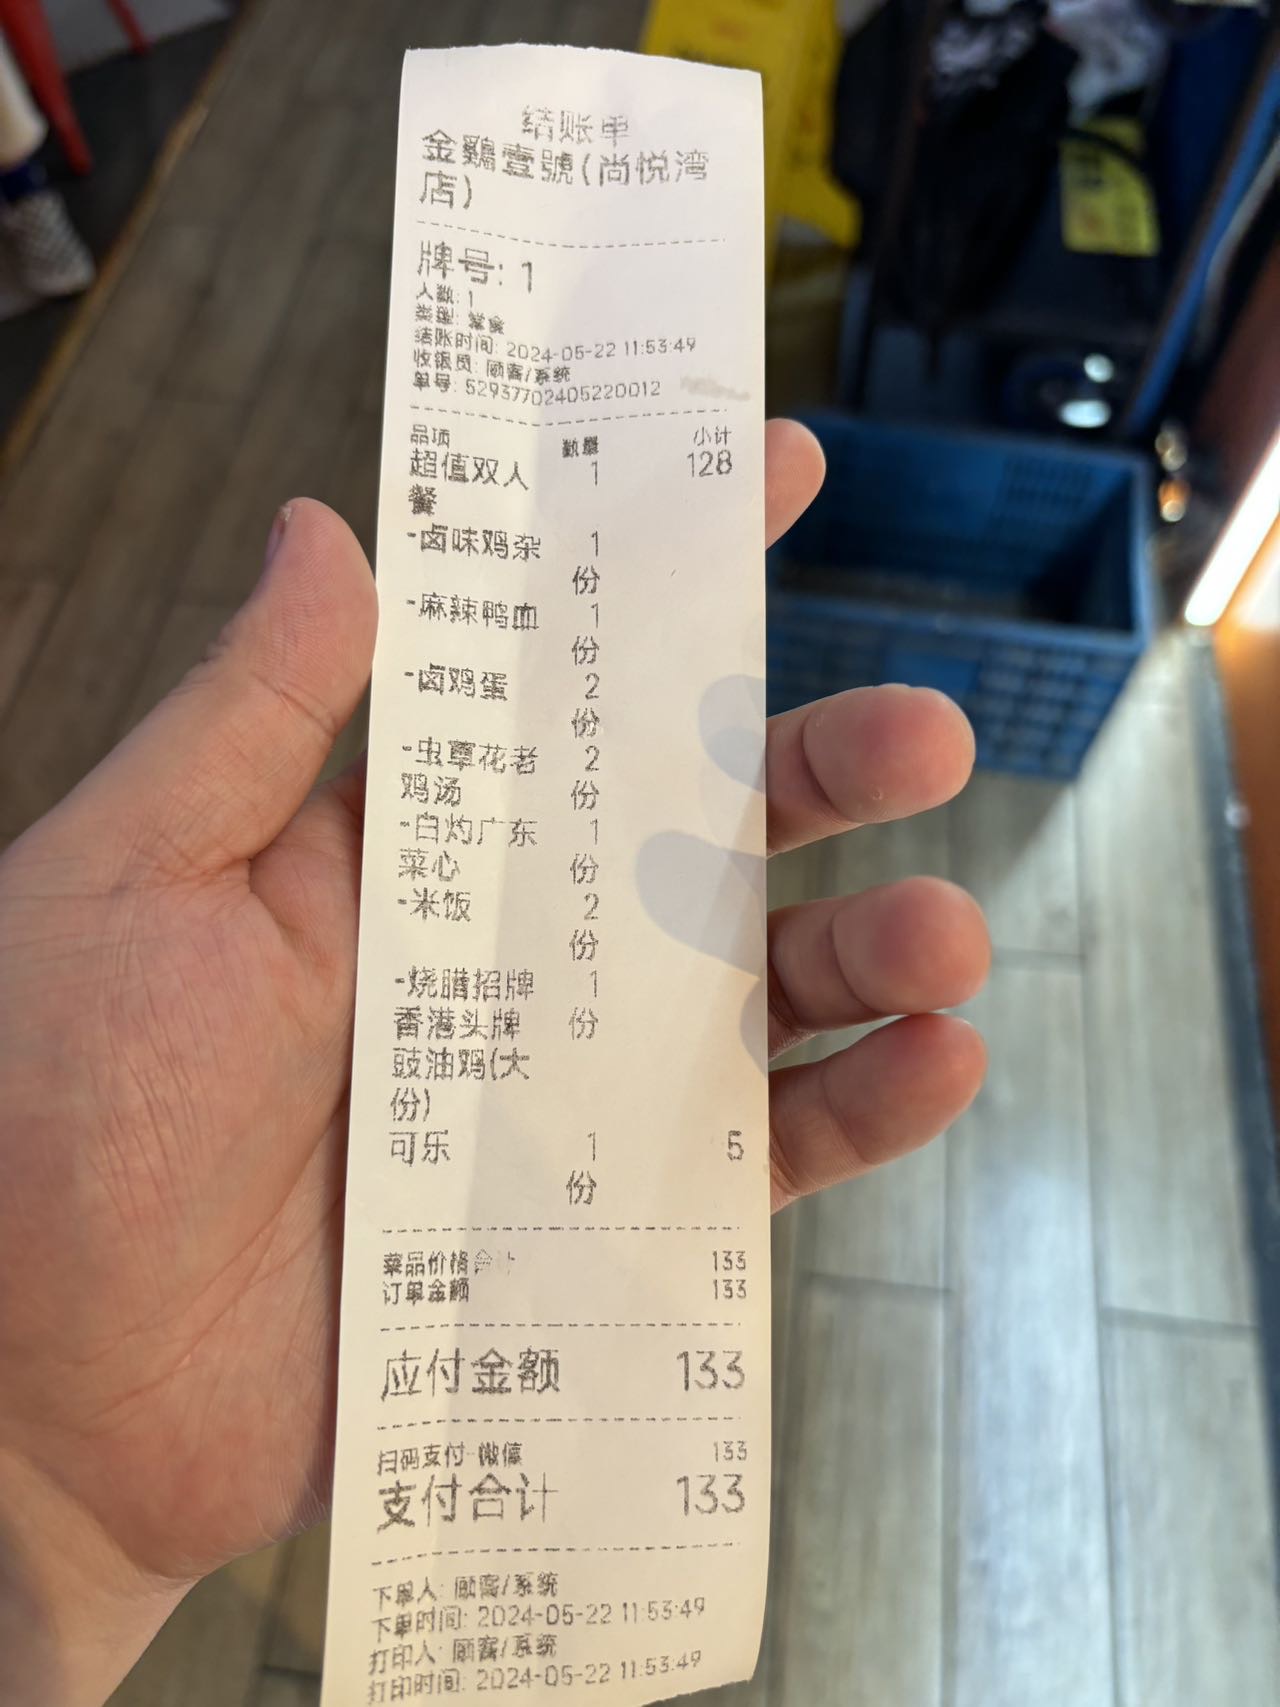 结账单
金鷄壹號(尚悦湾
店)
牌号: 1
人数: 1
类型: 堂食
结账时间: 2024-05-22 11:53:49
收银员: 顾客/系统
单号: 52937702405220012
品项 数量 小计
超值双人 1 128
餐
-卤味鸡杂 1
份
-麻辣鸭血 1
份
-卤鸡蛋 2
份
-虫草花老 2
鸡汤 份
-白灼广东 1
菜心 份
-米饭 2
份
-烧腊招牌 1
香港头牌 份
豉油鸡(大
份)
可乐 1 5
份
菜品价格合计 133
订单金额 133
应付金额 133
扫码支付-微信 133
支付合计 133
下单人: 顾客/系统
下单时间: 2024-05-22 11:53:49
打印人: 顾客/系统
打印时间: 2024-05-22 11:53:49